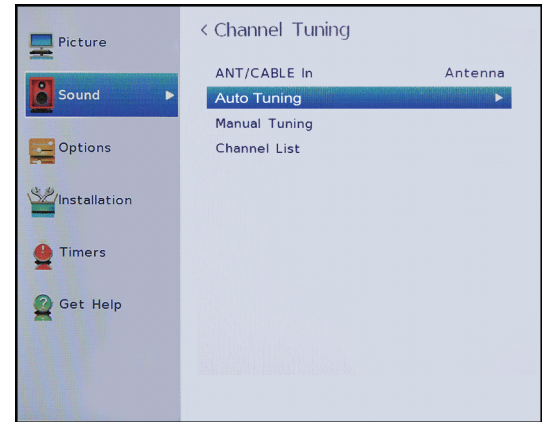 Picture
Sound
Options
Installation
Timers
Get Help
< Channel Tuning
ANT/CABLE In Antenna
Auto Tuning
Manual Tuning
Channel List